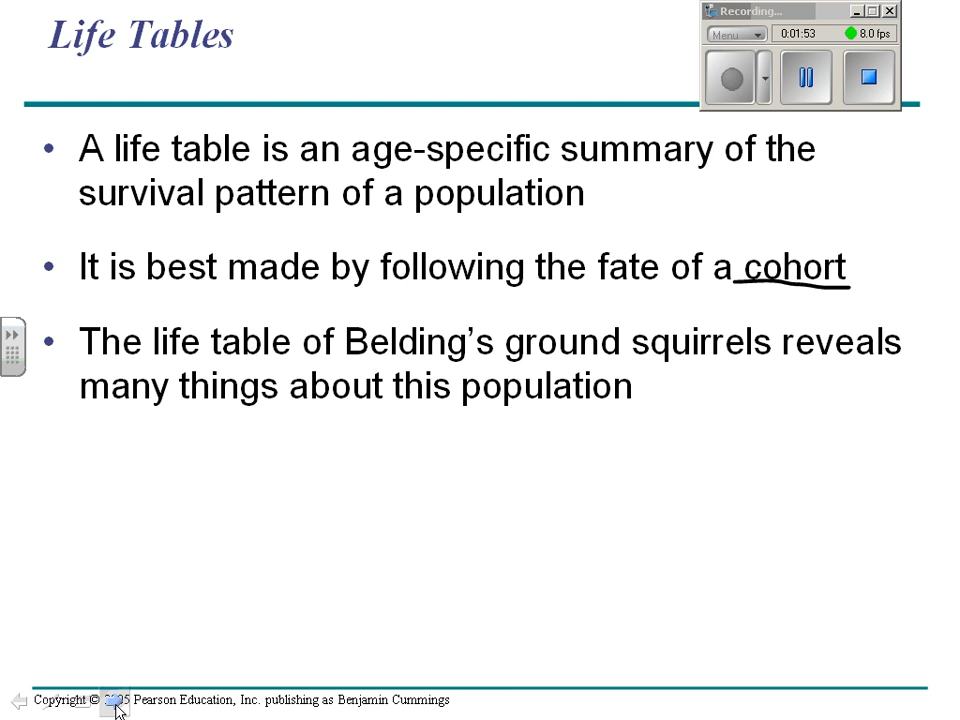 Life Tables
Recording...
Menu
0:01:53
8.0 fps
• A life table is an age-specific summary of the
survival pattern of a population
• It is best made by following the fate of a cohort
• The life table of Belding's ground squirrels reveals
many things about this population
Copyright © 2005 Pearson Education, Inc. publishing as Benjamin Cummings